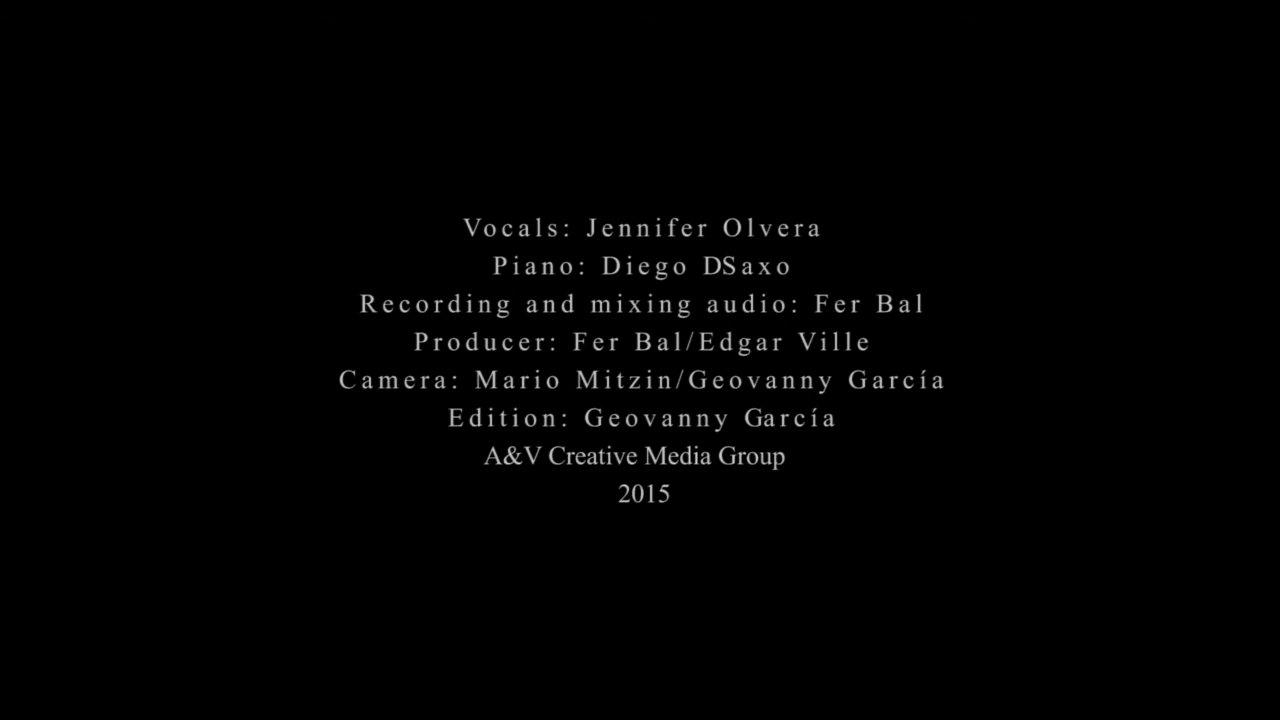 Vocals: Jennifer Olvera
Piano: Diego DSaxo
Recording and mixing audio: Fer Bal
Producer: Fer Bal/Edgar Ville
Camera: Mario Mitzin/Geovanny García
Edition: Geovanny García
A&V Creative Media Group
2015